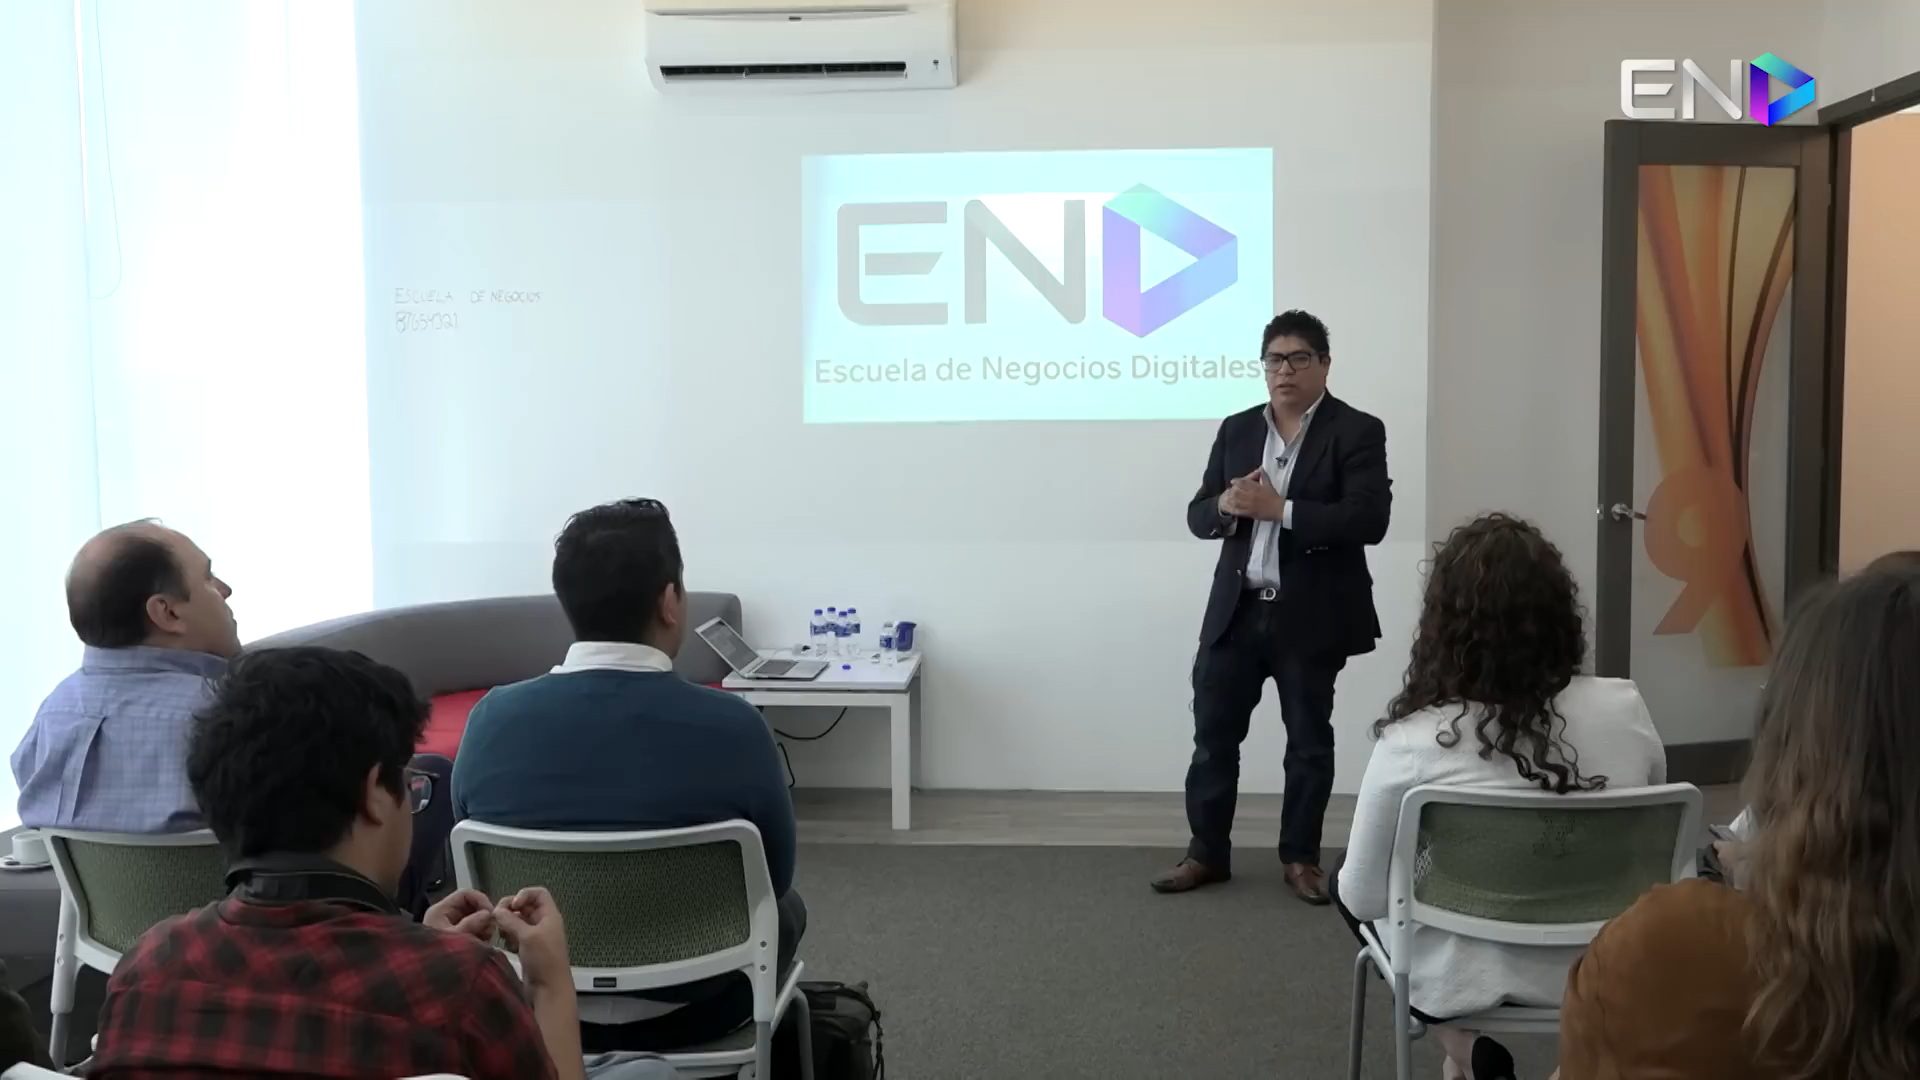 END
END
Escuela de Negocios Digitales
ESCUELA DE NEGOCIOS
87654321